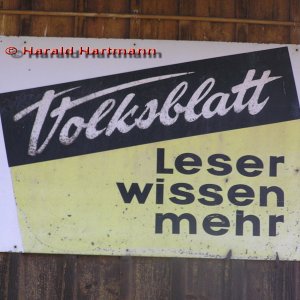 © Harald Hartmann
Volksblatt
Leser
wissen
mehr